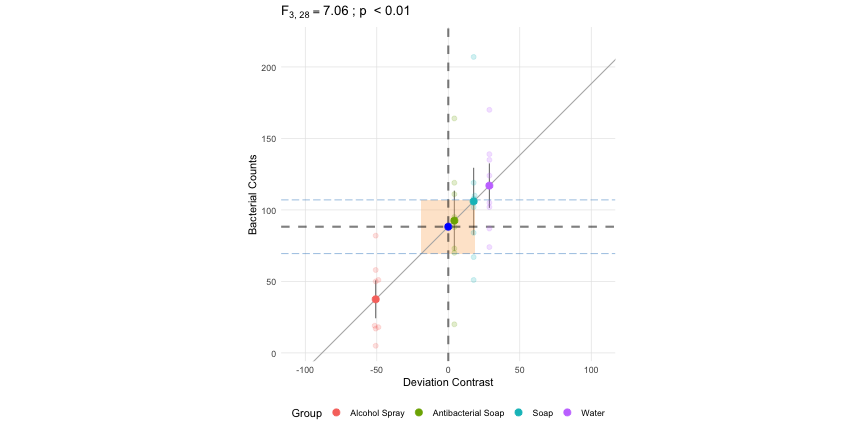 F3, 28 = 7.06 ; p < 0.01
Bacterial Counts
200
150
100
50
0
-100 -50 0 50 100
Deviation Contrast
Group Alcohol Spray Antibacterial Soap Soap Water